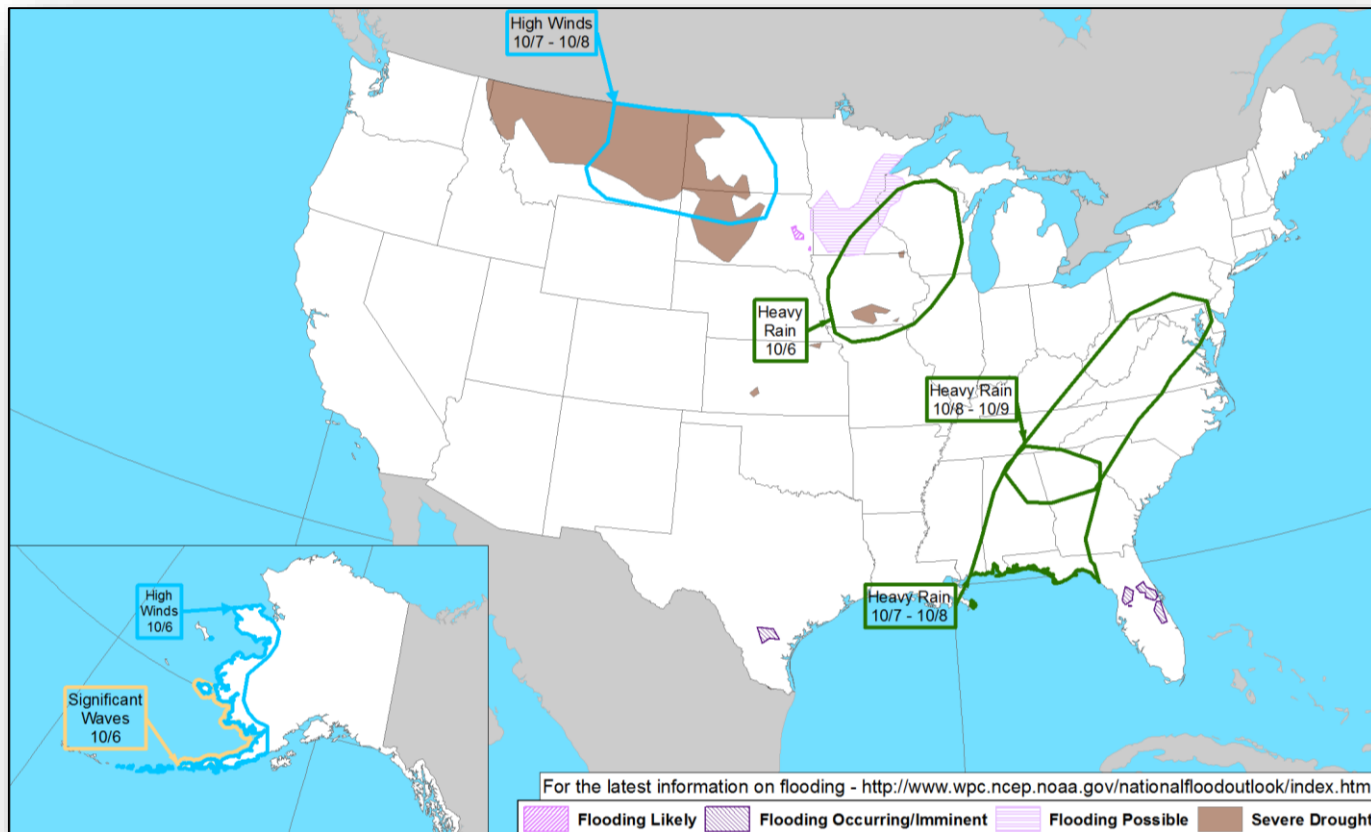 High Winds
10/7 - 10/8
Heavy
Rain
10/6
Heavy Rain
10/8 - 10/9
Heavy Rain
10/7 - 10/8
High
Winds
10/6
Significant
Waves
10/6
For the latest information on flooding - http://www.wpc.ncep.noaa.gov/nationalfloodoutlook/index.htm
Flooding Likely Flooding Occurring/Imminent Flooding Possible Severe Drought